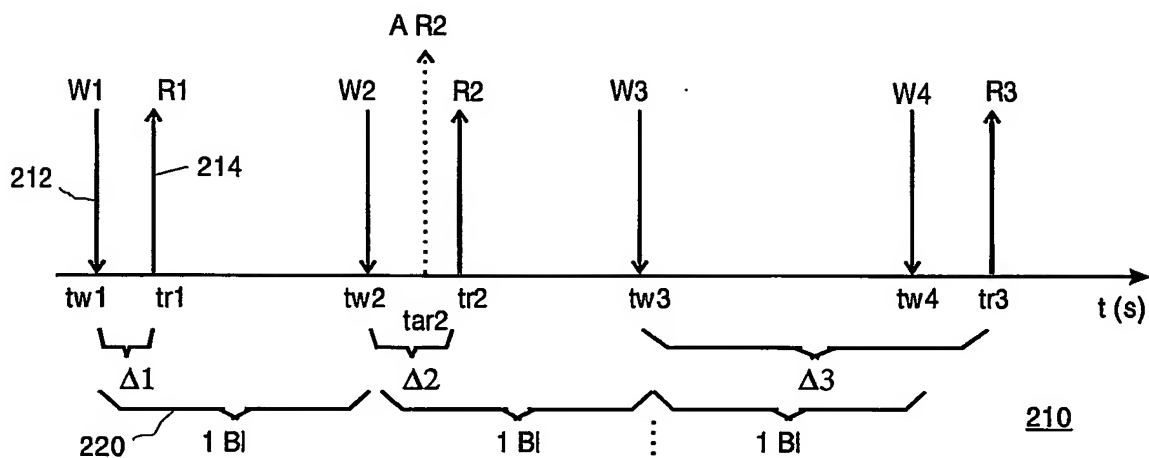 A R2
W1 R1 W2 R2 W3 W4 R3
212 214
tw1 tr1 tw2 tar2 tr2 tw3 tw4 tr3 t (s)
Δ1 Δ2 Δ3
220 1 BI 1 BI 1 BI 210